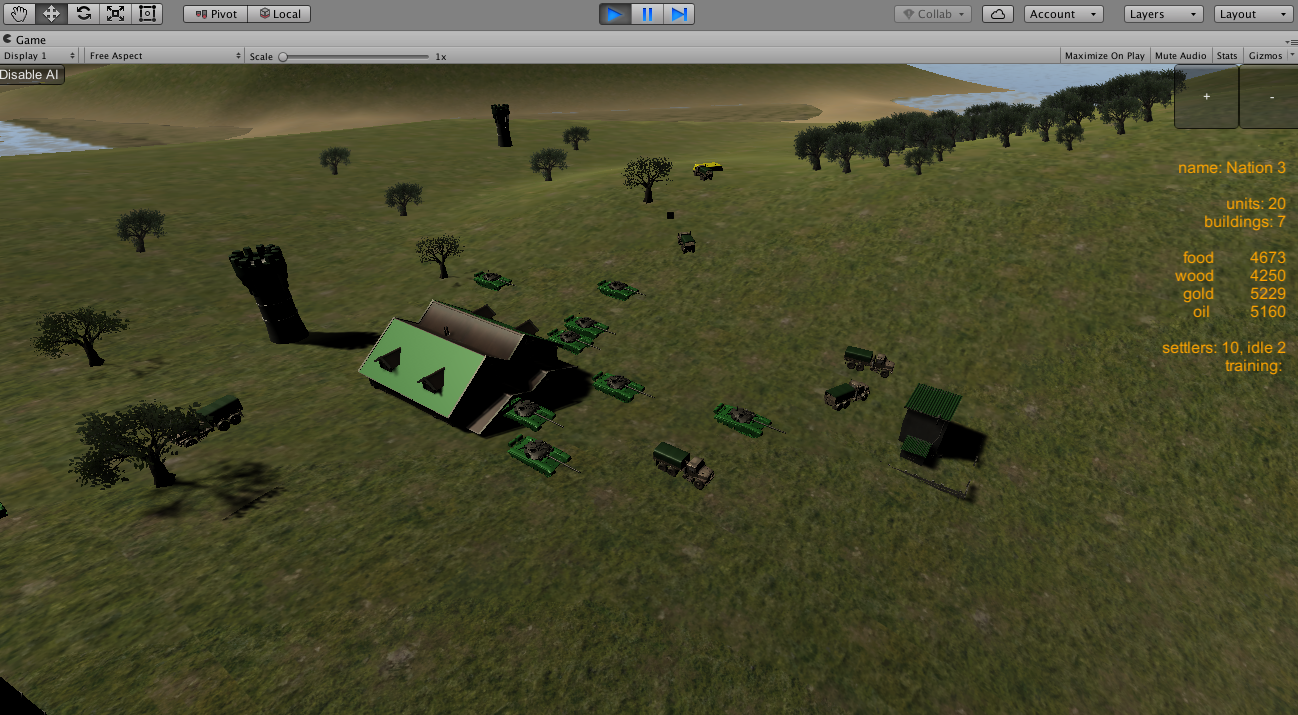 Pivot Local Collab Account Layers Layout
Game
Display 1 Free Aspect Scale 1x Maximize On Play Mute Audio Stats Gizmos
Disable AI
+ -
name: Nation 3
units: 20
buildings: 7
food 4673
wood 4250
gold 5229
oil 5160
settlers: 10, idle 2
training: